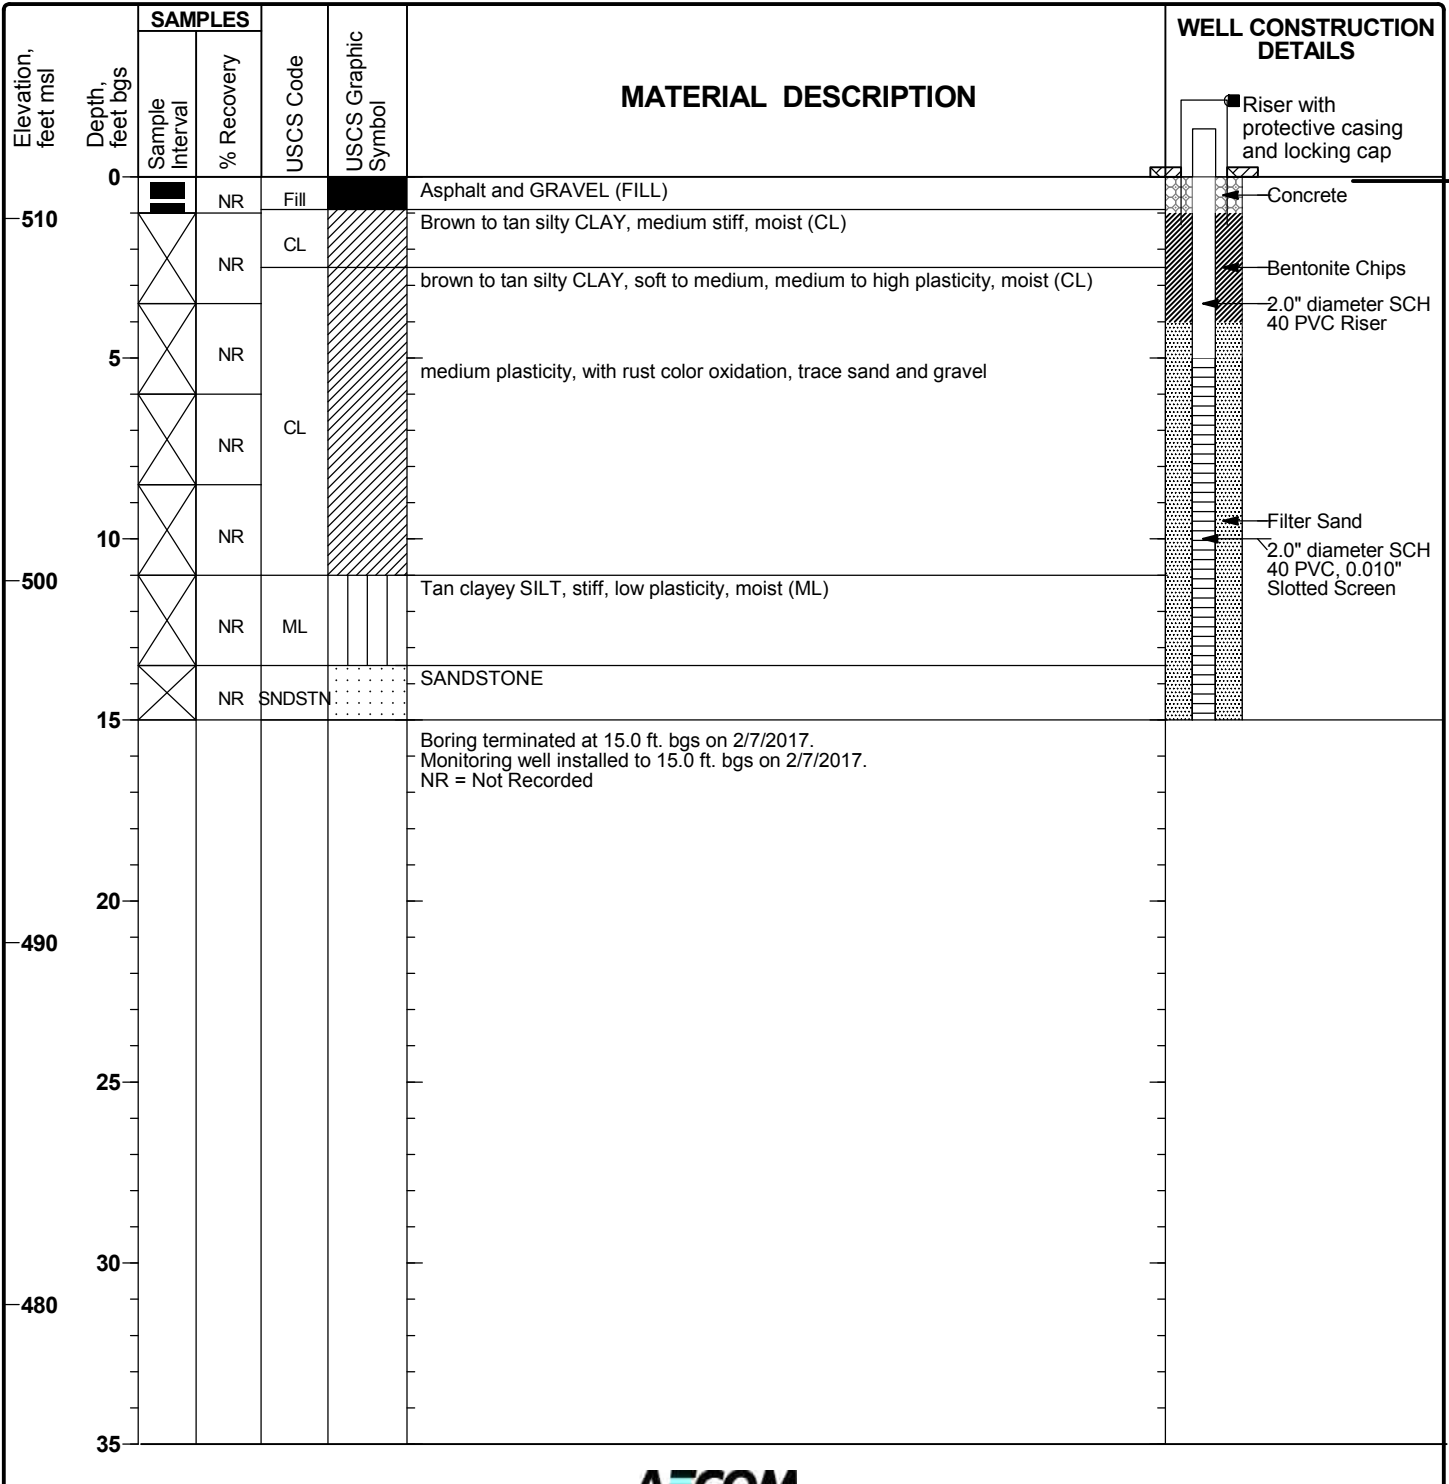 SAMPLES
Elevation,
feet msl
Depth,
feet bgs
Sample
Interval
% Recovery
USCS Code
USCS Graphic
Symbol
MATERIAL DESCRIPTION
WELL CONSTRUCTION
DETAILS
Riser with
protective casing
and locking cap
0
NR
Fill
Asphalt and GRAVEL (FILL)
Concrete
510
CL
Brown to tan silty CLAY, medium stiff, moist (CL)
NR
brown to tan silty CLAY, soft to medium, medium to high plasticity, moist (CL)
Bentonite Chips
2.0" diameter SCH
40 PVC Riser
5
NR
medium plasticity, with rust color oxidation, trace sand and gravel
CL
NR
Filter Sand
10
NR
2.0" diameter SCH
40 PVC, 0.010"
Slotted Screen
500
Tan clayey SILT, stiff, low plasticity, moist (ML)
NR
ML
SANDSTONE
NR
SNDSTN
15
Boring terminated at 15.0 ft. bgs on 2/7/2017.
Monitoring well installed to 15.0 ft. bgs on 2/7/2017.
NR = Not Recorded
20
490
25
30
480
35
AECOM